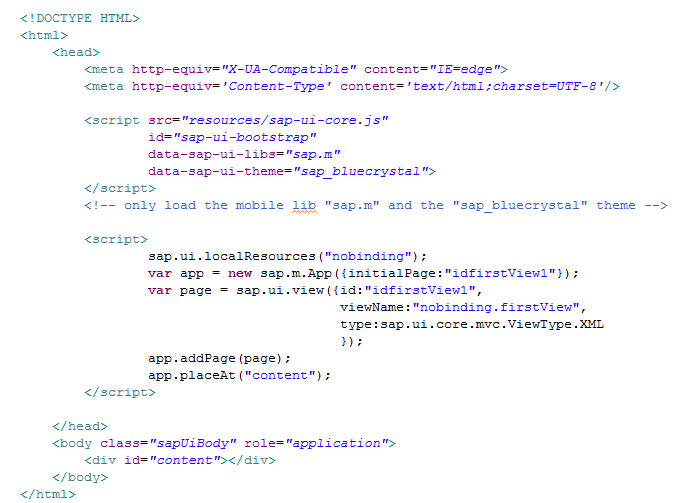 <!DOCTYPE HTML>
<html>
<head>
<meta http-equiv="X-UA-Compatible" content="IE=edge">
<meta http-equiv='Content-Type' content='text/html;charset=UTF-8'/>
<script src="resources/sap-ui-core.js"
id="sap-ui-bootstrap"
data-sap-ui-libs="sap.m"
data-sap-ui-theme="sap_bluecrystal">
</script>
<!-- only load the mobile lib "sap.m" and the "sap_bluecrystal" theme -->
<script>
sap.ui.localResources("nobinding");
var app = new sap.m.App({initialPage:"idfirstView1"});
var page = sap.ui.view({id:"idfirstView1",
viewName:"nobinding.firstView",
type:sap.ui.core.mvc.ViewType.XML
});
app.addPage(page);
app.placeAt("content");
</script>
</head>
<body class="sapUiBody" role="application">
<div id="content"></div>
</body>
</html>